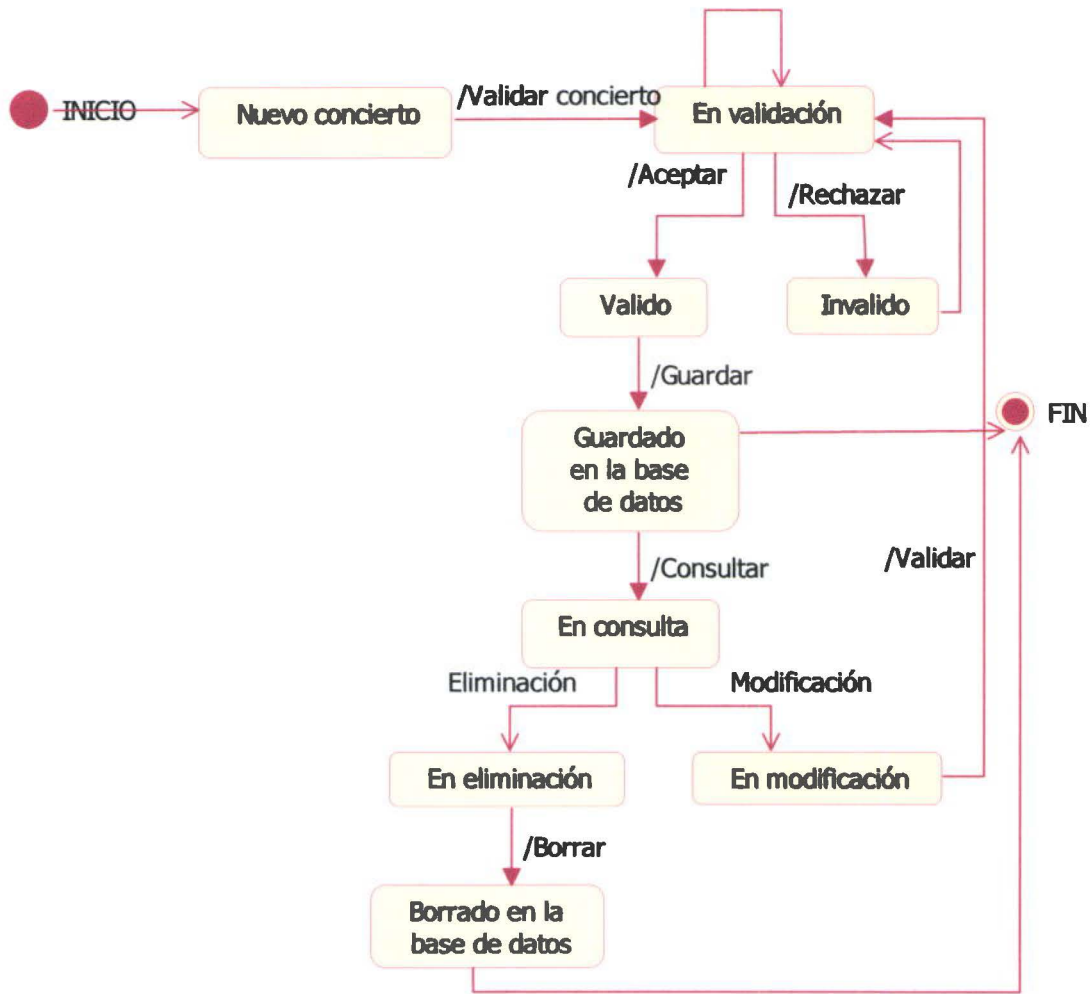 INICIO
Nuevo concierto
/Validar concierto
En validación
/Aceptar
/Rechazar
Valido
Invalido
/Guardar
Guardado
en la base
de datos
FIN
/Consultar
/Validar
En consulta
Eliminación
Modificación
En eliminación
En modificación
/Borrar
Borrado en la
base de datos